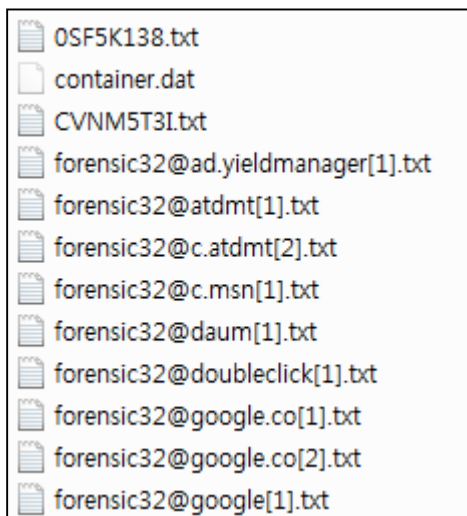 0SF5K138.txt
container.dat
CVNM5T3I.txt
forensic32@ad.yieldmanager[1].txt
forensic32@atdmt[1].txt
forensic32@c.atdmt[2].txt
forensic32@c.msn[1].txt
forensic32@daum[1].txt
forensic32@doubleclick[1].txt
forensic32@google.co[1].txt
forensic32@google.co[2].txt
forensic32@google[1].txt